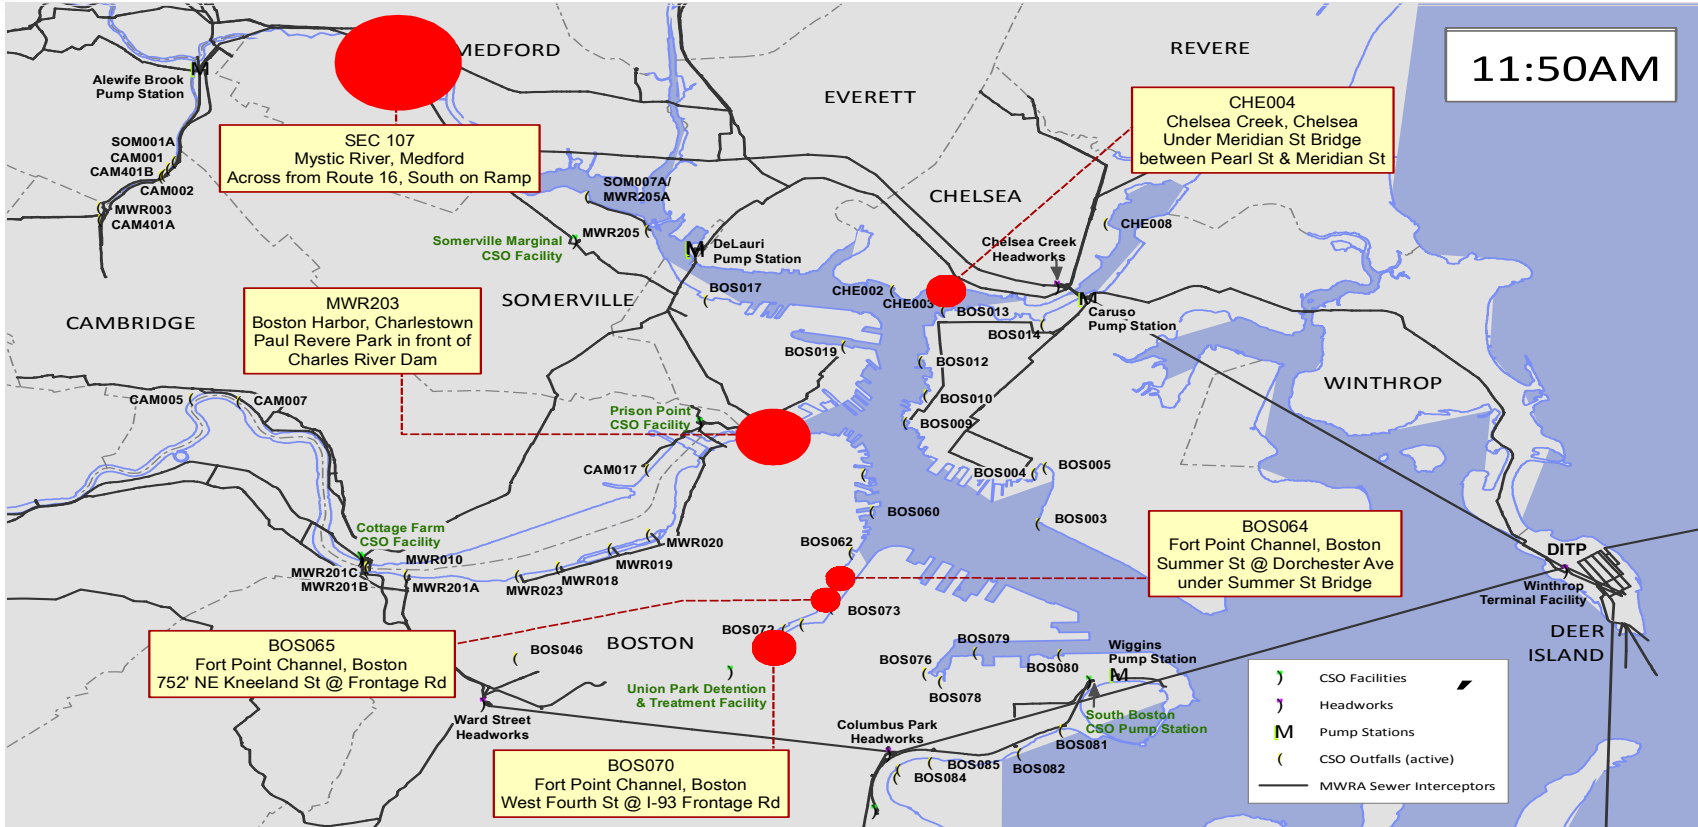 11:50AM
MEDFORD
REVERE
EVERETT
CHELSEA
SOMERVILLE
CAMBRIDGE
WINTHROP
BOSTON
DEER
ISLAND
DITP
SEC 107
Mystic River, Medford
Across from Route 16, South on Ramp
CHE004
Chelsea Creek, Chelsea
Under Meridian St Bridge
between Pearl St & Meridian St
MWR203
Boston Harbor, Charlestown
Paul Revere Park in front of
Charles River Dam
BOS064
Fort Point Channel, Boston
Summer St @ Dorchester Ave
under Summer St Bridge
BOS065
Fort Point Channel, Boston
752' NE Kneeland St @ Frontage Rd
BOS070
Fort Point Channel, Boston
West Fourth St @ I-93 Frontage Rd
M
Alewife Brook
Pump Station
SOM001A
CAM001
CAM401B
CAM002
MWR003
CAM401A
SOM007A/
MWR205A
MWR205
Somerville Marginal
CSO Facility
M
DeLauri
Pump Station
BOS017
CHE008
Chelsea Creek
Headworks
CHE002
CHE003
BOS013
BOS014
M
Caruso
Pump Station
BOS019
BOS012
BOS010
BOS009
BOS004
BOS005
BOS003
CAM005
CAM007
Prison Point
CSO Facility
CAM017
Cottage Farm
CSO Facility
MWR010
MWR201C
MWR201B
MWR201A
MWR023
MWR018
MWR019
MWR020
BOS060
BOS062
BOS073
BOS072
BOS046
Union Park Detention
& Treatment Facility
Ward Street
Headworks
Columbus Park
Headworks
BOS079
BOS076
BOS078
BOS080
Wiggins
Pump Station
M
South Boston
CSO Pump Station
BOS081
BOS082
BOS085
BOS084
Winthrop
Terminal Facility
CSO Facilities
Headworks
M Pump Stations
CSO Outfalls (active)
MWRA Sewer Interceptors